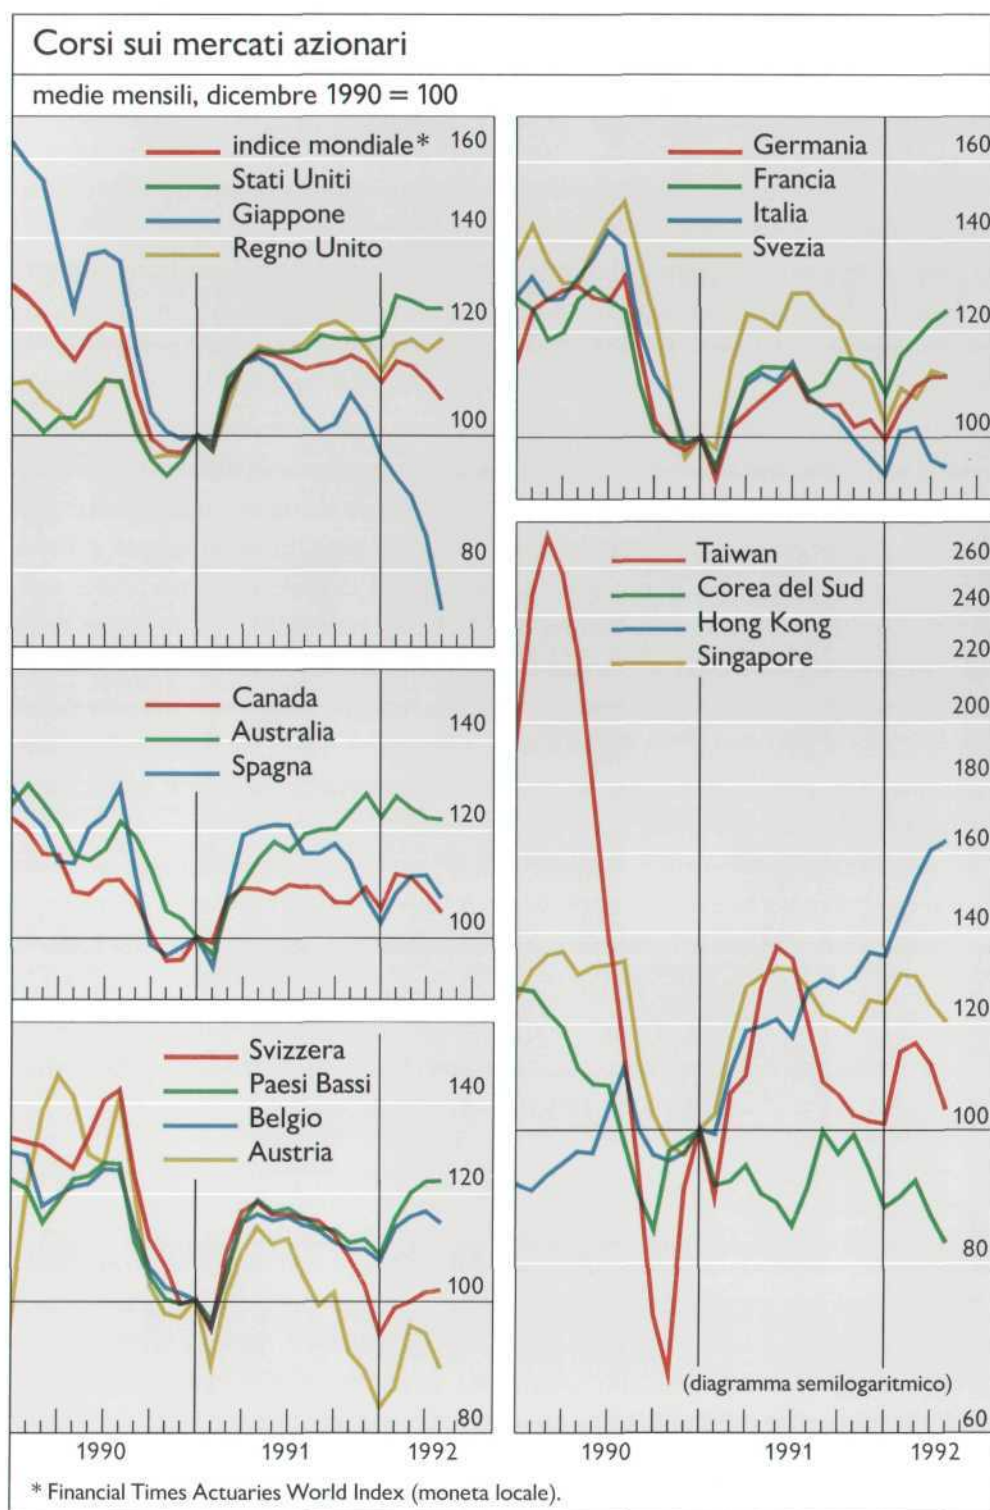 Corsi sui mercati azionari
medie mensili, dicembre 1990 = 100
indice mondiale*
Stati Uniti
Giappone
Regno Unito
160
140
120
100
80
Germania
Francia
Italia
Svezia
160
140
120
100
Canada
Australia
Spagna
140
120
100
Taiwan
Corea del Sud
Hong Kong
Singapore
260
240
220
200
180
160
140
120
100
80
60
(diagramma semilogaritmico)
Svizzera
Paesi Bassi
Belgio
Austria
140
120
100
80
1990 1991 1992
1990 1991 1992
* Financial Times Actuaries World Index (moneta locale).